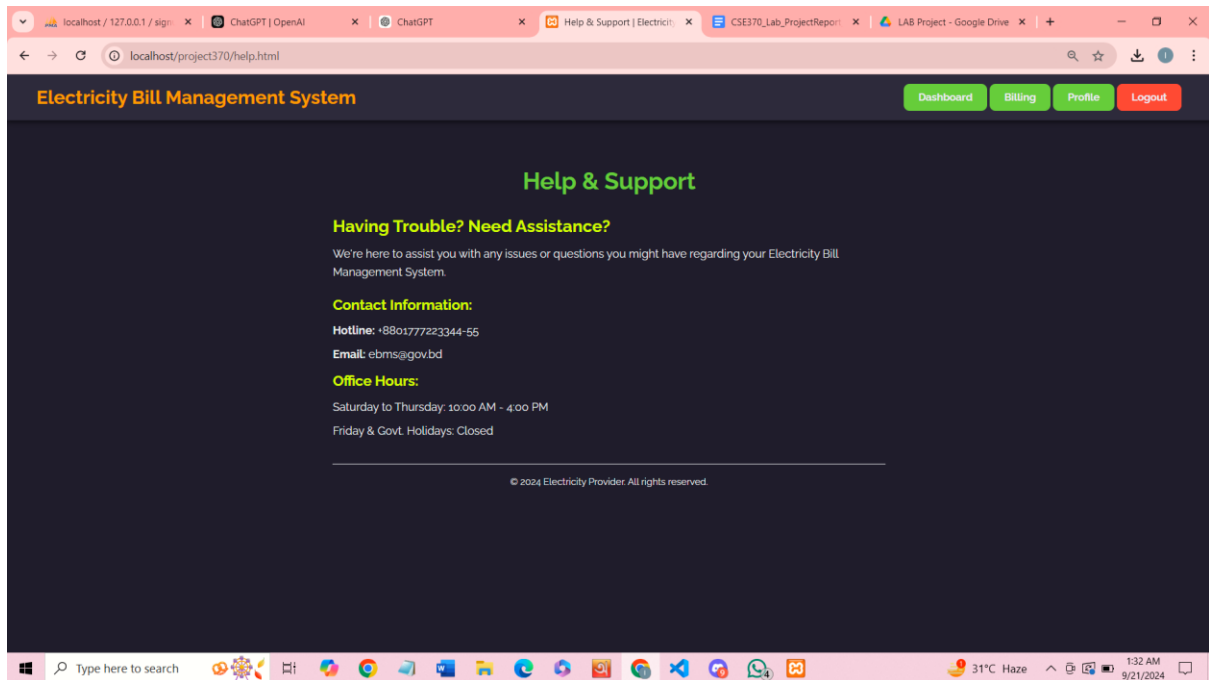 localhost / 127.0.0.1 / sign
ChatGPT | OpenAI
ChatGPT
Help & Support | Electricity
CSE370_Lab_ProjectReport
LAB Project - Google Drive
localhost/project370/help.html
Electricity Bill Management System
Dashboard
Billing
Profile
Logout
Help & Support
Having Trouble? Need Assistance?
We're here to assist you with any issues or questions you might have regarding your Electricity Bill
Management System.
Contact Information:
Hotline: +8801777223344-55
Email: ebms@gov.bd
Office Hours:
Saturday to Thursday: 10:00 AM - 4:00 PM
Friday & Govt. Holidays: Closed
© 2024 Electricity Provider. All rights reserved.
Type here to search
31°C Haze
1:32 AM
9/21/2024